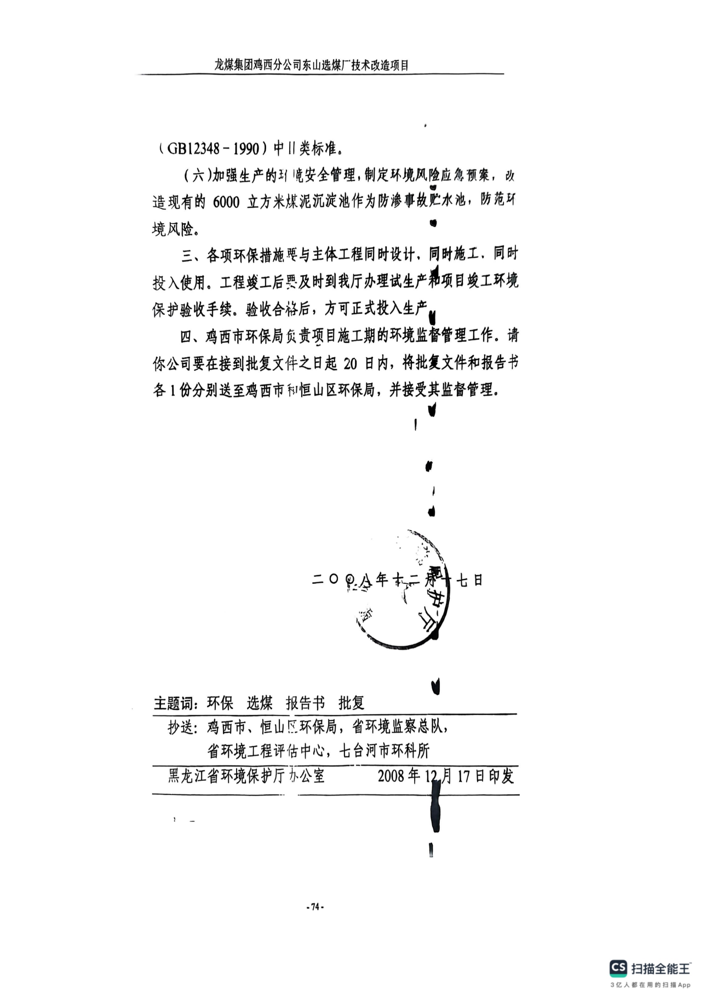 龙煤集团鸡西分公司东山选煤厂技术改造项目
（GB12348－1990）中II类标准。
（六）加强生产的环境安全管理，制定环境风险应急预案，改
造现有的 6000 立方米煤泥沉淀池作为防渗事故贮水池，防范环
境风险。
三、各项环保措施要与主体工程同时设计、同时施工、同时
投入使用。工程竣工后要及时到我厅办理试生产和项目竣工环境
保护验收手续。验收合格后，方可正式投入生产
四、鸡西市环保局负责项目施工期的环境监督管理工作。请
你公司要在接到批复文件之日起 20 日内，将批复文件和报告书
各1份分别送至鸡西市和恒山区环保局，并接受其监督管理。
二〇〇八年十二月十七日
护厅
主题词：环保 选煤 报告书 批复
抄送：鸡西市、恒山区环保局，省环境监察总队，
省环境工程评估中心，七台河市环科所
黑龙江省环境保护厅办公室 2008年12月17日印发
-74-
CS 扫描全能王
3亿人都在用的扫描App